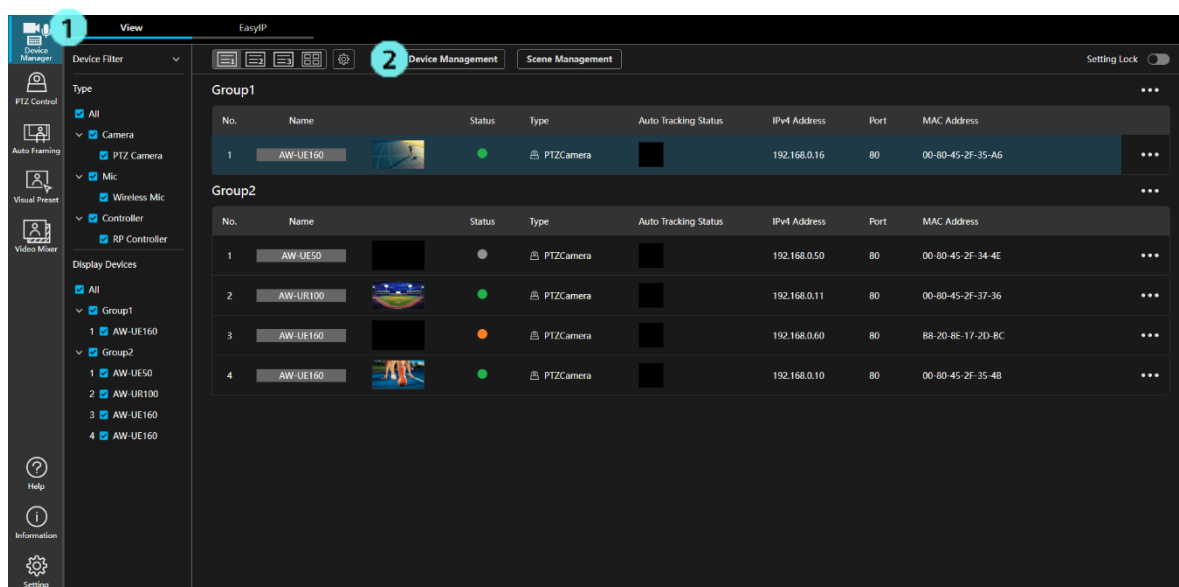 1
View
EasyIP
Device Manager
PTZ Control
Auto Framing
Visual Preset
Video Mixer
Help
Information
Setting
Device Filter
Type
All
Camera
PTZ Camera
Mic
Wireless Mic
Controller
RP Controller
Display Devices
All
Group1
1 AW-UE160
Group2
1 AW-UE50
2 AW-UR100
3 AW-UE160
4 AW-UE160
1 2 3
2
Device Management
Scene Management
Setting Lock
Group1
No. Name Status Type Auto Tracking Status IPv4 Address Port MAC Address
1 AW-UE160 PTZCamera 192.168.0.16 80 00-80-45-2F-35-A6
Group2
No. Name Status Type Auto Tracking Status IPv4 Address Port MAC Address
1 AW-UE50 PTZCamera 192.168.0.50 80 00-80-45-2F-34-4E
2 AW-UR100 PTZCamera 192.168.0.11 80 00-80-45-2F-37-36
3 AW-UE160 PTZCamera 192.168.0.60 80 B8-20-8E-17-2D-BC
4 AW-UE160 PTZCamera 192.168.0.10 80 00-80-45-2F-35-4B